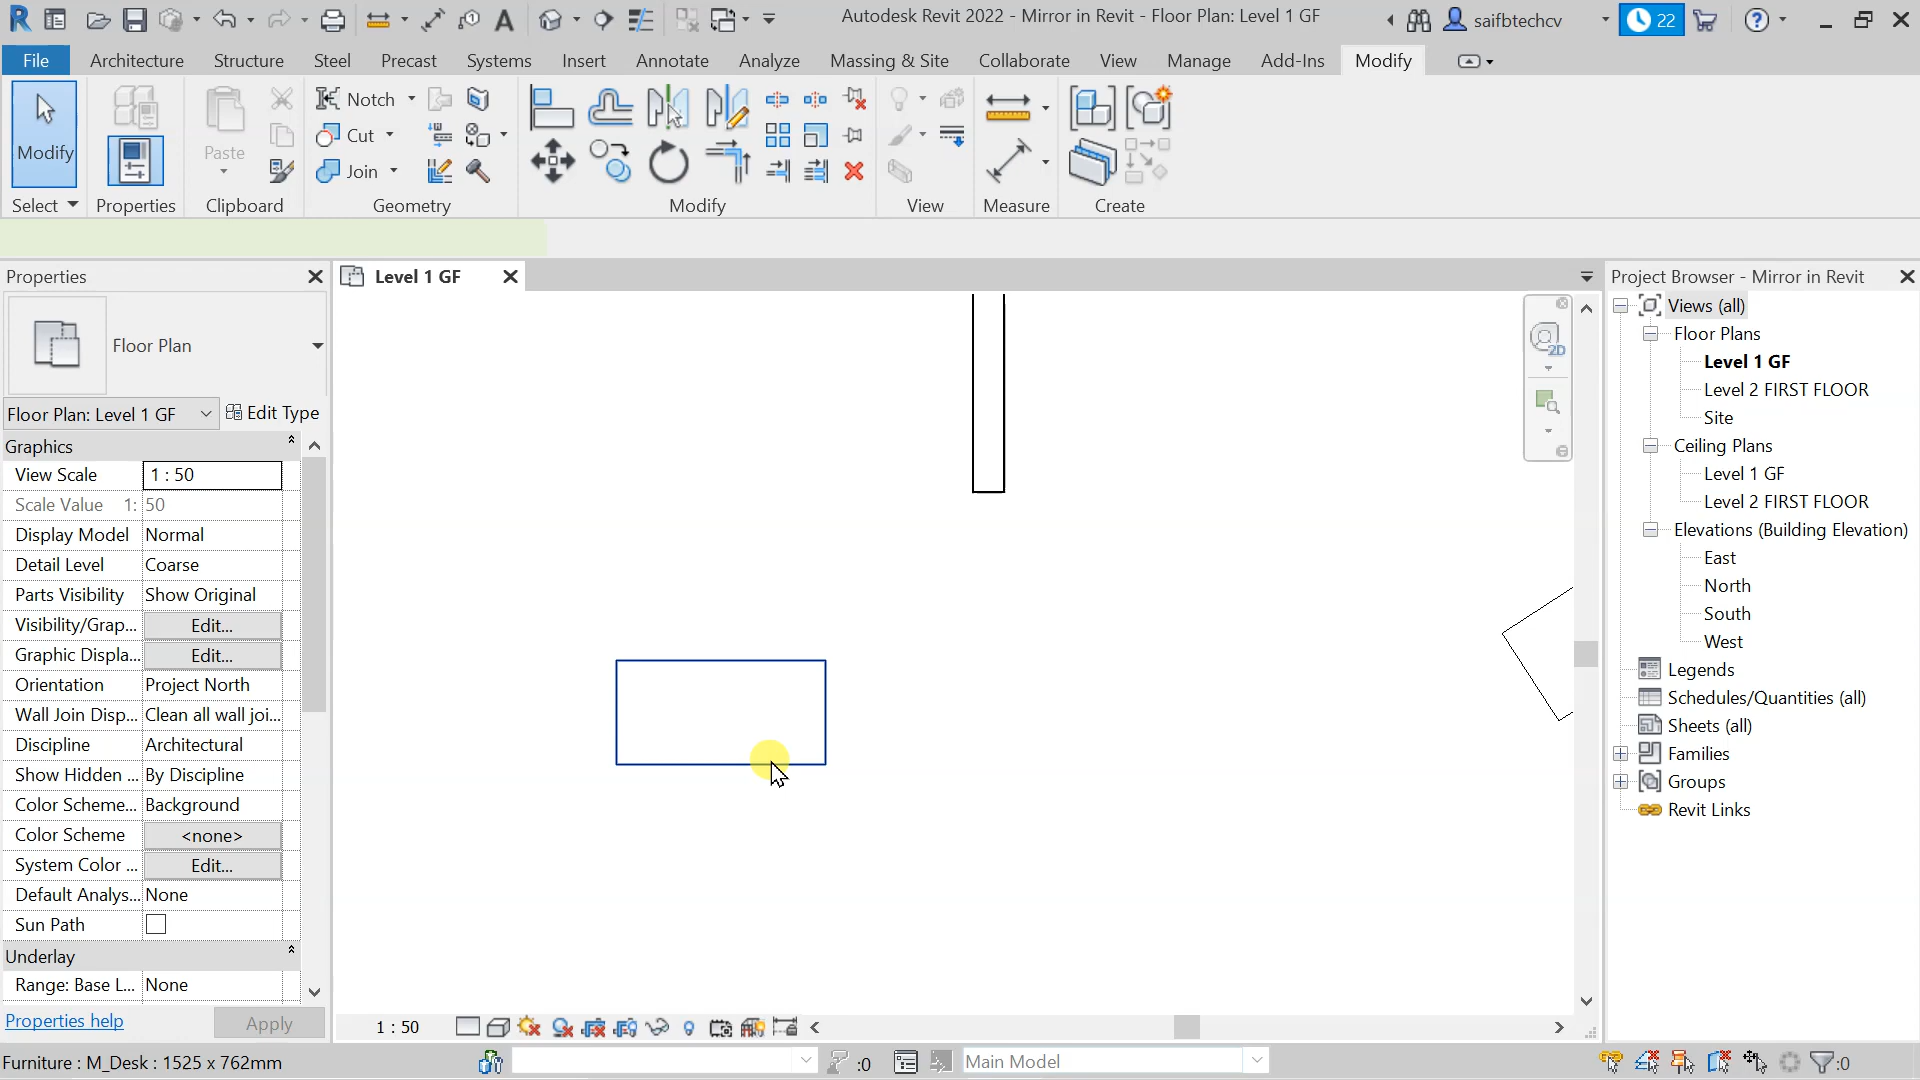 Autodesk Revit 2022 - Mirror in Revit - Floor Plan: Level 1 GF
saifbtechcv
22
File Architecture Structure Steel Precast Systems Insert Annotate Analyze Massing & Site Collaborate View Manage Add-Ins Modify
Modify
Paste
Notch
Cut
Join
Select Properties Clipboard Geometry Modify View Measure Create
Properties
Level 1 GF
Project Browser - Mirror in Revit
Floor Plan
Floor Plan: Level 1 GF
Edit Type
Graphics
View Scale 1 : 50
Scale Value 1: 50
Display Model Normal
Detail Level Coarse
Parts Visibility Show Original
Visibility/Grap... Edit...
Graphic Displa... Edit...
Orientation Project North
Wall Join Disp... Clean all wall joi...
Discipline Architectural
Show Hidden ... By Discipline
Color Scheme... Background
Color Scheme <none>
System Color ... Edit...
Default Analys... None
Sun Path
Underlay
Range: Base L... None
Properties help
Apply
2D
Views (all)
Floor Plans
Level 1 GF
Level 2 FIRST FLOOR
Site
Ceiling Plans
Level 1 GF
Level 2 FIRST FLOOR
Elevations (Building Elevation)
East
North
South
West
Legends
Schedules/Quantities (all)
Sheets (all)
Families
Groups
Revit Links
1 : 50
Furniture : M_Desk : 1525 x 762mm
:0
Main Model
:0